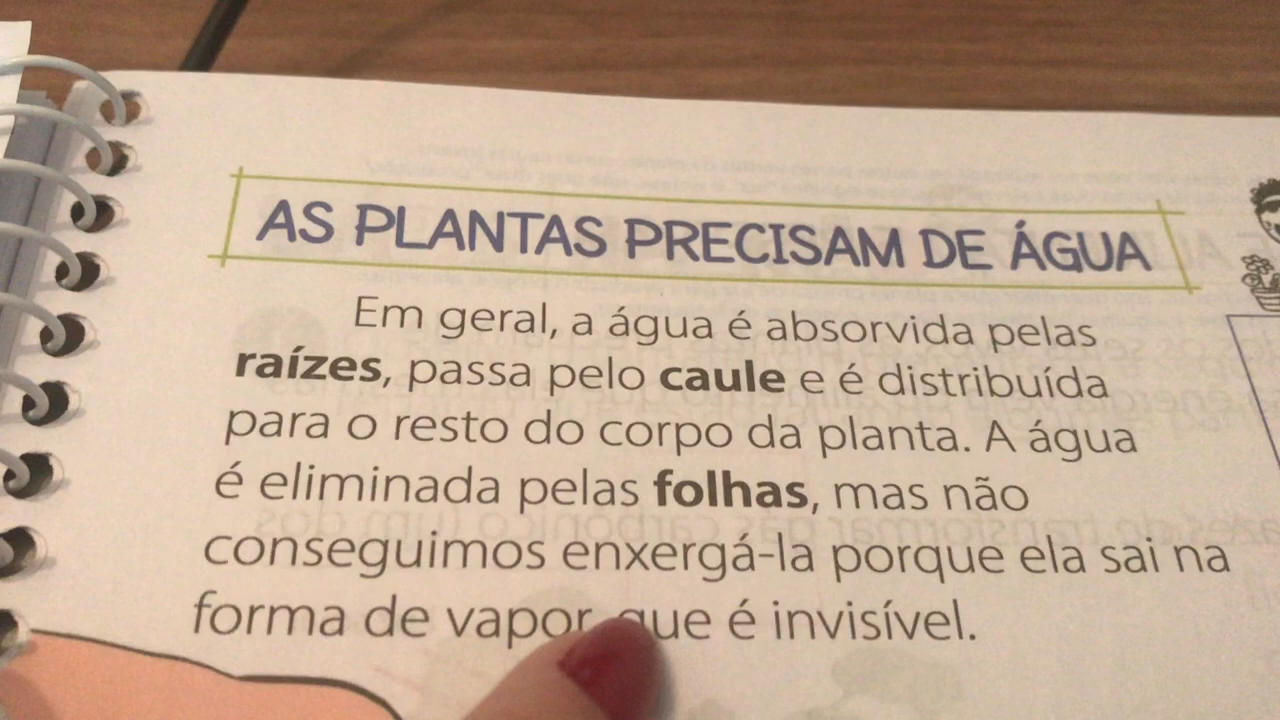 AS PLANTAS PRECISAM DE ÁGUA
Em geral, a água é absorvida pelas
raízes, passa pelo caule e é distribuída
para o resto do corpo da planta. A água
é eliminada pelas folhas, mas não
conseguimos enxergá-la porque ela sai na
forma de vapor que é invisível.